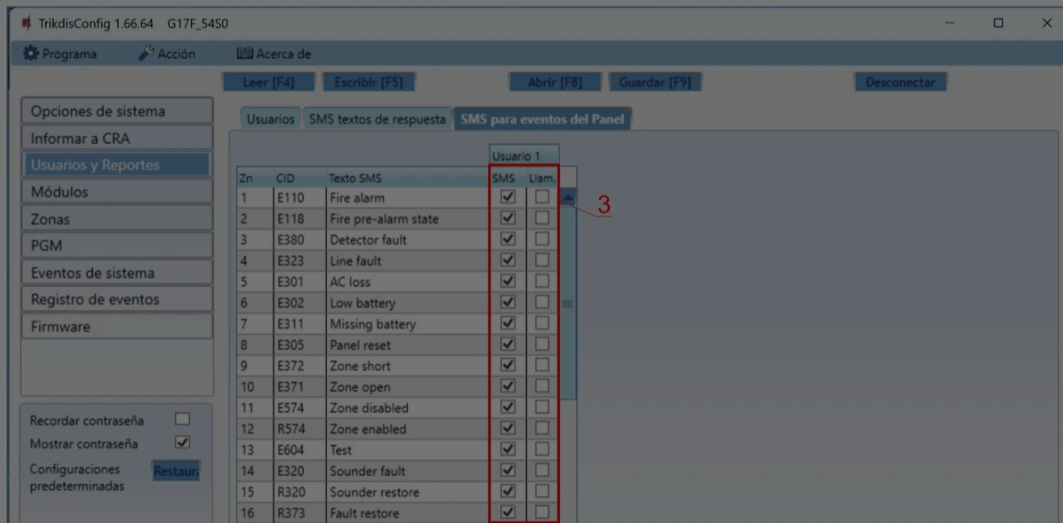 TrikdisConfig 1.66.64 G17F_54S0
Programa Acción Acerca de
Leer [F4] Escribir [F5] Abrir [F8] Guardar [F9] Desconectar
Opciones de sistema
Informar a CRA
Usuarios y Reportes
Módulos
Zonas
PGM
Eventos de sistema
Registro de eventos
Firmware
Recordar contraseña
Mostrar contraseña
Configuraciones
predeterminadas
Restaura
Usuarios SMS textos de respuesta SMS para eventos del Panel
Usuario 1
Zn CID Texto SMS SMS Llam.
1 E110 Fire alarm
2 E118 Fire pre-alarm state
3 E380 Detector fault
4 E323 Line fault
5 E301 AC loss
6 E302 Low battery
7 E311 Missing battery
8 E305 Panel reset
9 E372 Zone short
10 E371 Zone open
11 E574 Zone disabled
12 R574 Zone enabled
13 E604 Test
14 E320 Sounder fault
15 R320 Sounder restore
16 R373 Fault restore
3